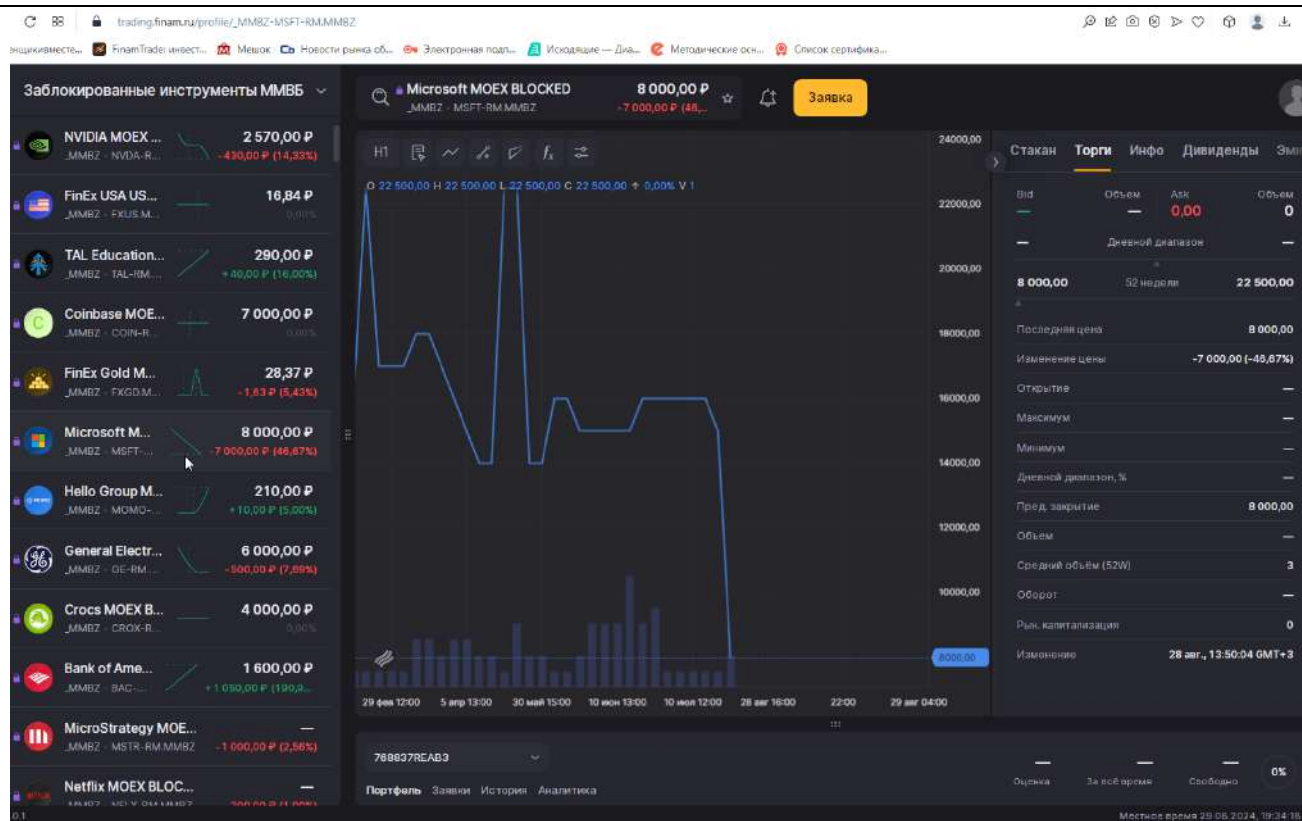 trading.finam.ru/profile/_MMBZ-MSFT-RM.MMBZ
FinamTrade: инвест... Мешок Новости рынка об... Электронная подп... Исходящие — Диа... Методические осн... Список сертифика...
Заблокированные инструменты ММВБ
Microsoft MOEX BLOCKED 8 000,00 ₽
_MMBZ · MSFT-RM.MMBZ -7 000,00 ₽ (46,...
Заявка
NVIDIA MOEX ... 2 570,00 ₽
_MMBZ · NVDA-R... -430,00 ₽ (14,33%)
FinEx USA US... 16,84 ₽
_MMBZ · FXUS.M... 0,00%
TAL Education... 290,00 ₽
_MMBZ · TAL-RM.... +40,00 ₽ (16,00%)
Coinbase MOE... 7 000,00 ₽
_MMBZ · COIN-R... 0,00%
FinEx Gold M... 28,37 ₽
_MMBZ · FXGD.M... -1,63 ₽ (5,43%)
Microsoft M... 8 000,00 ₽
_MMBZ · MSFT-... -7 000,00 ₽ (46,67%)
Hello Group M... 210,00 ₽
_MMBZ · MOMO-... +10,00 ₽ (5,00%)
General Electr... 6 000,00 ₽
_MMBZ · GE-RM.... -500,00 ₽ (7,69%)
Crocs MOEX B... 4 000,00 ₽
_MMBZ · CROX-R... 0,00%
Bank of Ame... 1 600,00 ₽
_MMBZ · BAC-... +1 050,00 ₽ (190,9...
MicroStrategy MOE... —
_MMBZ · MSTR-RM.MMBZ -1 000,00 ₽ (2,56%)
Netflix MOEX BLOC... —
H1
O 22 500,00 H 22 500,00 L 22 500,00 C 22 500,00 0,00% V 1
24000,00
22000,00
20000,00
18000,00
16000,00
14000,00
12000,00
10000,00
8000,00
29 фев 12:00 5 апр 13:00 30 май 15:00 10 июн 13:00 10 июл 12:00 28 авг 16:00 22:00 29 авг 04:00
Стакан Торги Инфо Дивиденды Эми
Bid Объем Ask Объем
— — 0,00 0
— Дневной диапазон —
8 000,00 52 недели 22 500,00
Последняя цена 8 000,00
Изменение цены -7 000,00 (-46,67%)
Открытие —
Максимум —
Минимум —
Дневной диапазон, % —
Пред. закрытие 8 000,00
Объем —
Средний объём (52W) 3
Оборот —
Рын. капитализация 0
Изменение 28 авг., 13:50:04 GMT+3
768837REAB3
Портфель Заявки История Аналитика
— — — 0%
Оценка За всё время Свободно
Местное время 29.08.2024, 19:34:18